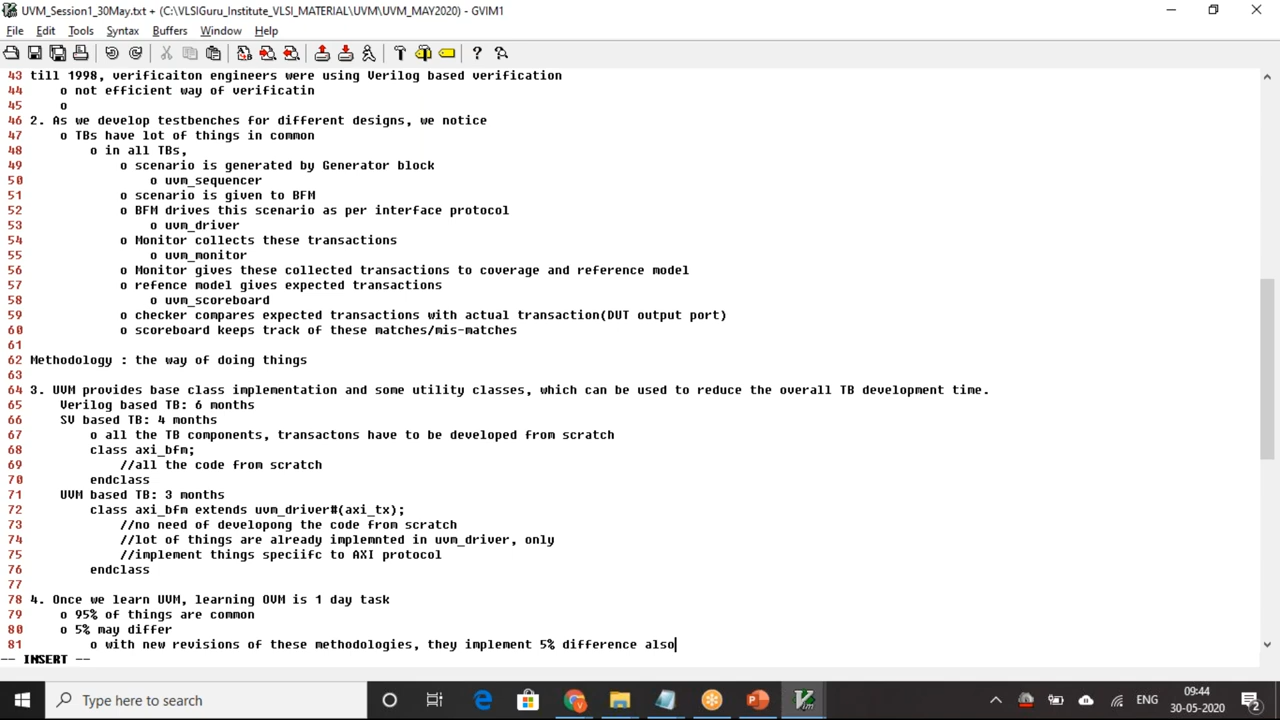 UVM_Session1_30May.txt + (C:\VLSIGuru_Institute_VLSI_MATERIAL\UVM\UVM_MAY2020) - GVIM1
File Edit Tools Syntax Buffers Window Help
43 till 1998, verificaiton engineers were using Verilog based verification
44 o not efficient way of verificatin
45 o
46 2. As we develop testbenches for different designs, we notice
47 o TBs have lot of things in common
48 o in all TBs,
49 o scenario is generated by Generator block
50 o uvm_sequencer
51 o scenario is given to BFM
52 o BFM drives this scenario as per interface protocol
53 o uvm_driver
54 o Monitor collects these transactions
55 o uvm_monitor
56 o Monitor gives these collected transactions to coverage and reference model
57 o refence model gives expected transactions
58 o uvm_scoreboard
59 o checker compares expected transactions with actual transaction(DUT output port)
60 o scoreboard keeps track of these matches/mis-matches
61
62 Methodology : the way of doing things
63
64 3. UVM provides base class implementation and some utility classes, which can be used to reduce the overall TB development time.
65 Verilog based TB: 6 months
66 SV based TB: 4 months
67 o all the TB components, transactons have to be developed from scratch
68 class axi_bfm;
69 //all the code from scratch
70 endclass
71 UVM based TB: 3 months
72 class axi_bfm extends uvm_driver#(axi_tx);
73 //no need of developong the code from scratch
74 //lot of things are already implemnted in uvm_driver, only
75 //implement things speciifc to AXI protocol
76 endclass
77
78 4. Once we learn UVM, learning OVM is 1 day task
79 o 95% of things are common
80 o 5% may differ
81 o with new revisions of these methodologies, they implement 5% difference also
-- INSERT --
Type here to search
ENG
09:44
30-05-2020
2